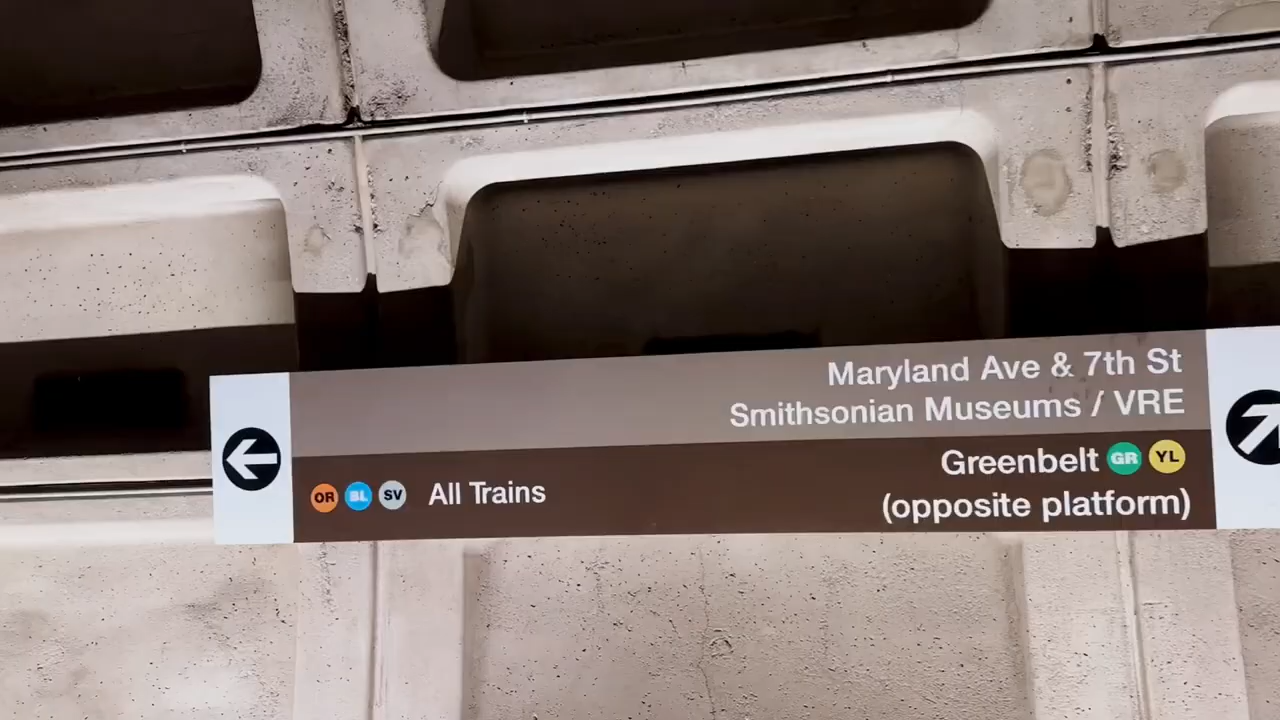 Maryland Ave & 7th St
Smithsonian Museums / VRE
Greenbelt GR YL
(opposite platform)
OR BL SV All Trains